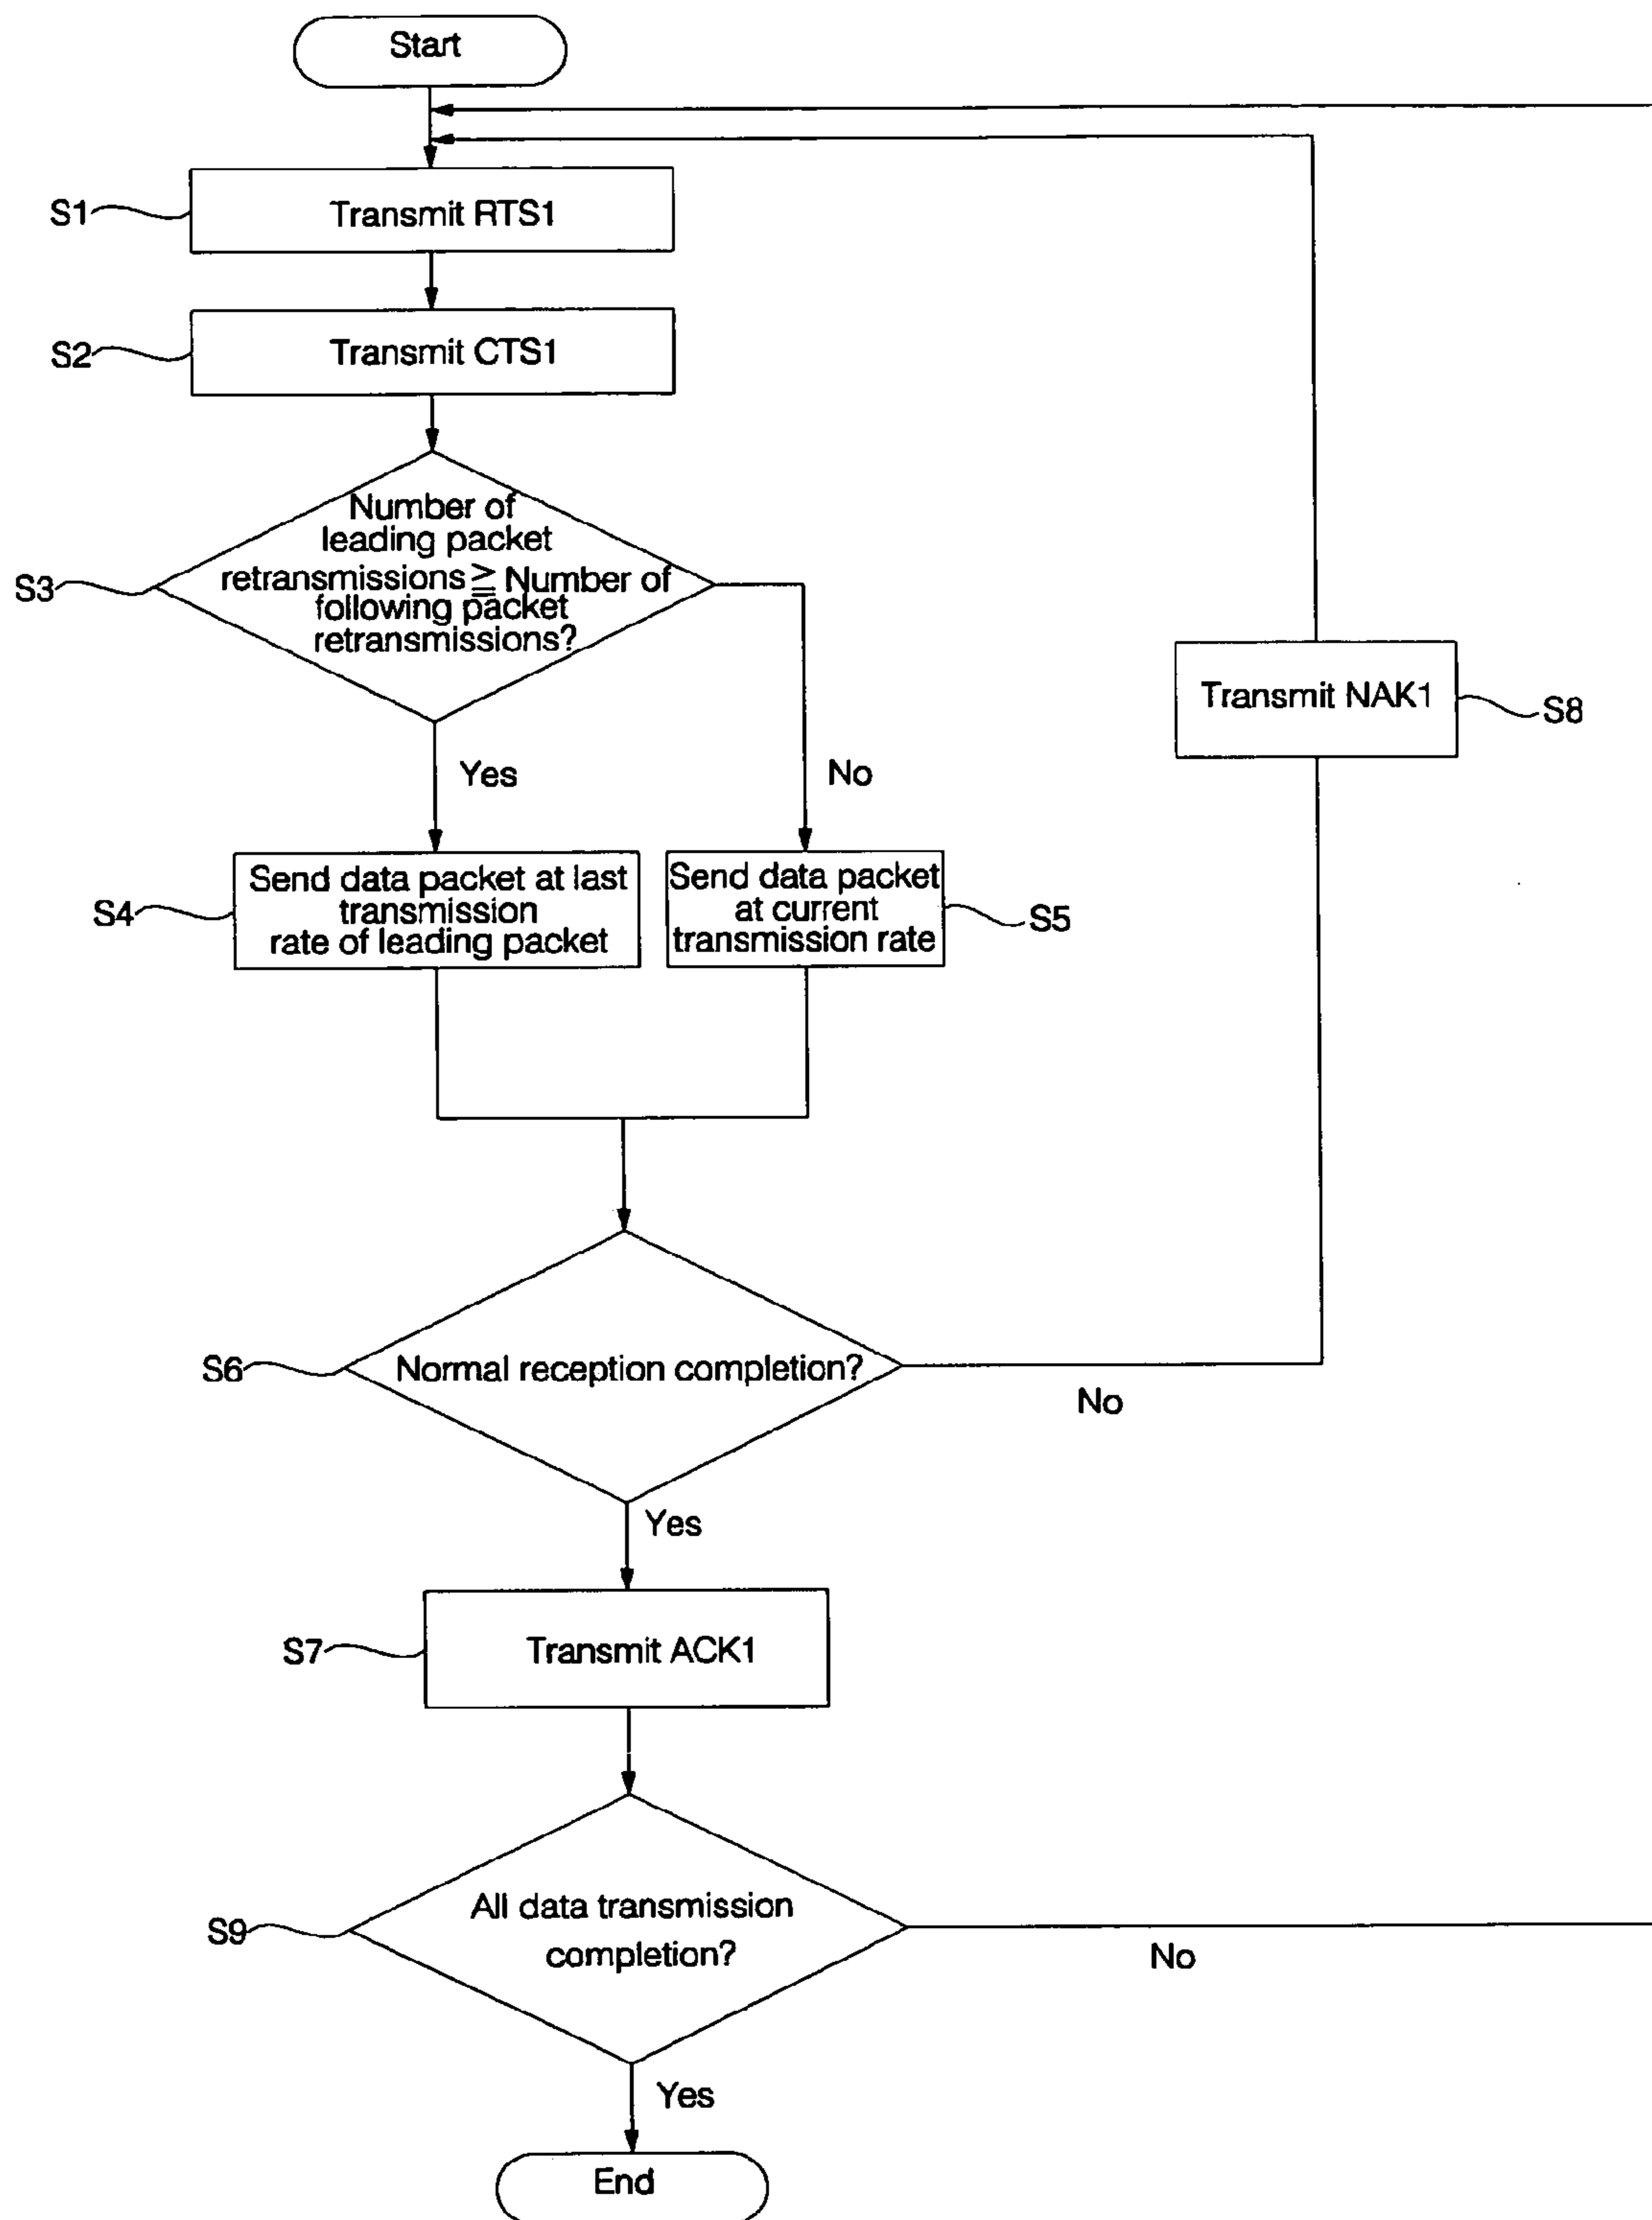 Start
S1
Transmit RTS1
S2
Transmit CTS1
S3
Number of
leading packet
retransmissions ≧ Number of
following packet
retransmissions?
Transmit NAK1
S8
Yes
No
S4
Send data packet at last
transmission
rate of leading packet
Send data packet
at current
transmission rate
S5
S6
Normal reception completion?
No
Yes
S7
Transmit ACK1
S9
All data transmission
completion?
No
Yes
End